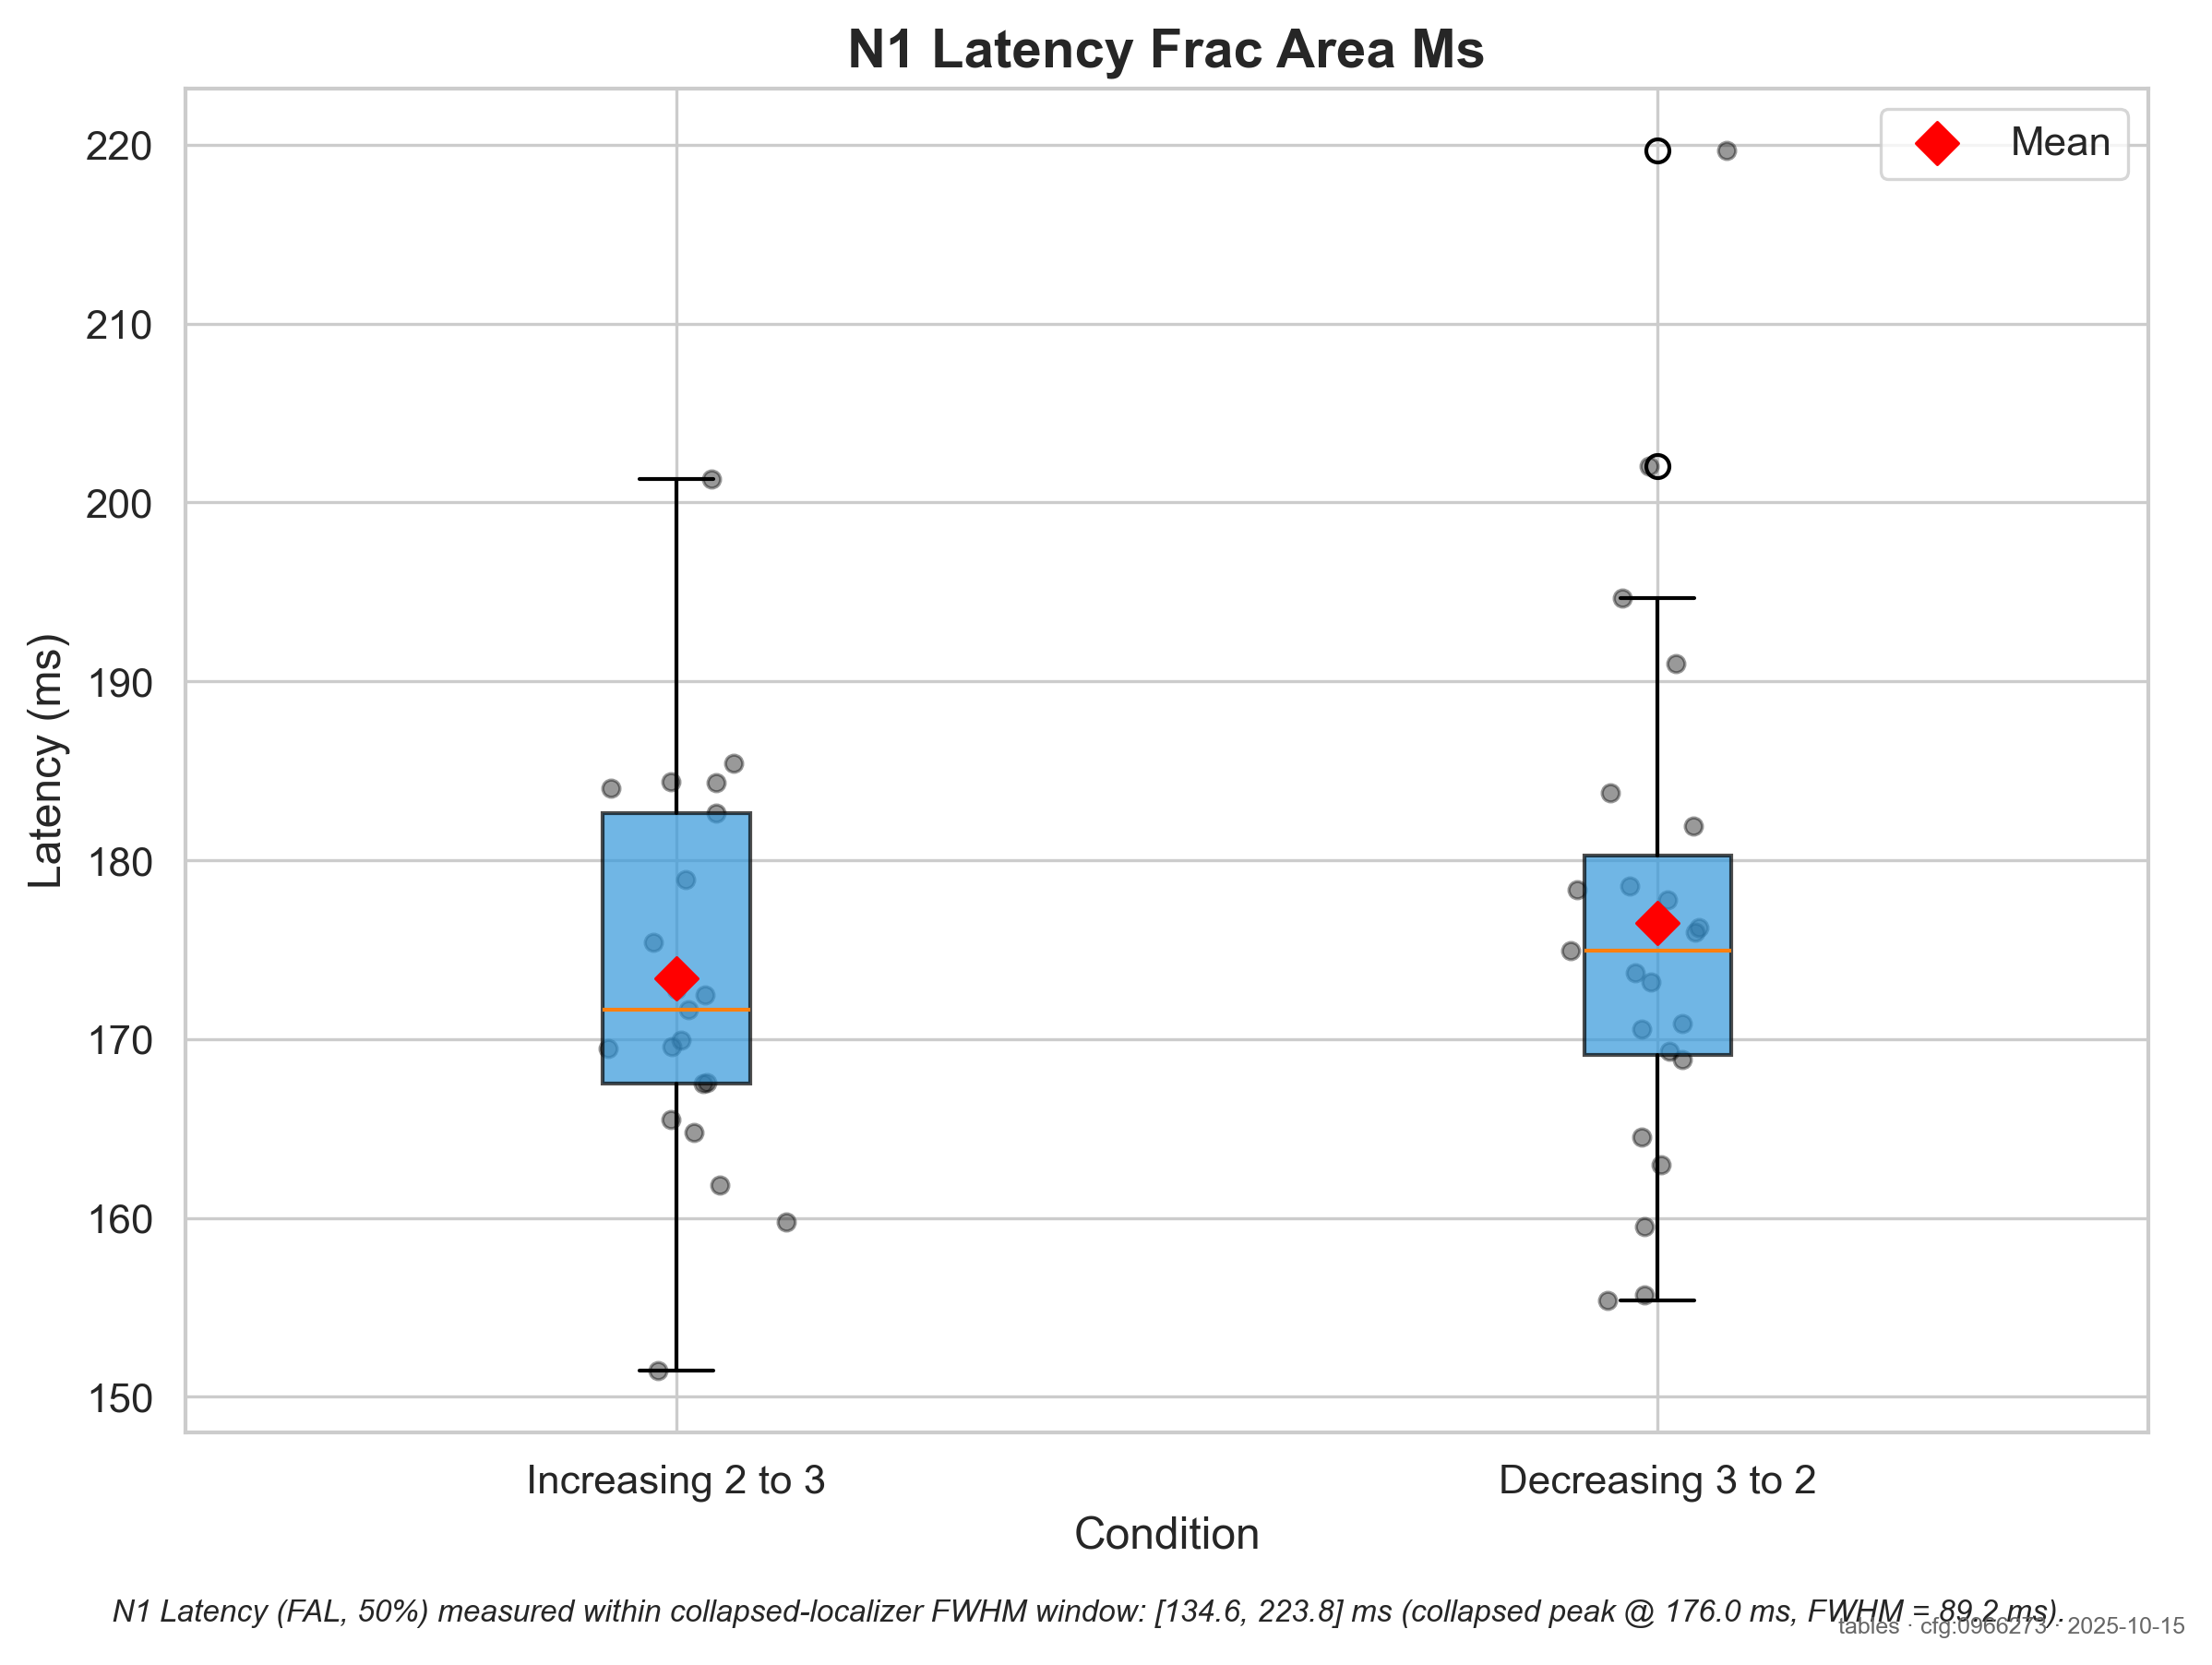 N1 Latency Frac Area Ms
Mean
220
210
200
190
180
170
160
150
Latency (ms)
Increasing 2 to 3
Decreasing 3 to 2
Condition
N1 Latency (FAL, 50%) measured within collapsed-localizer FWHM window: [134.6, 223.8] ms (collapsed peak @ 176.0 ms, FWHM = 89.2 ms).
tables · cfg:0966273 · 2025-10-15